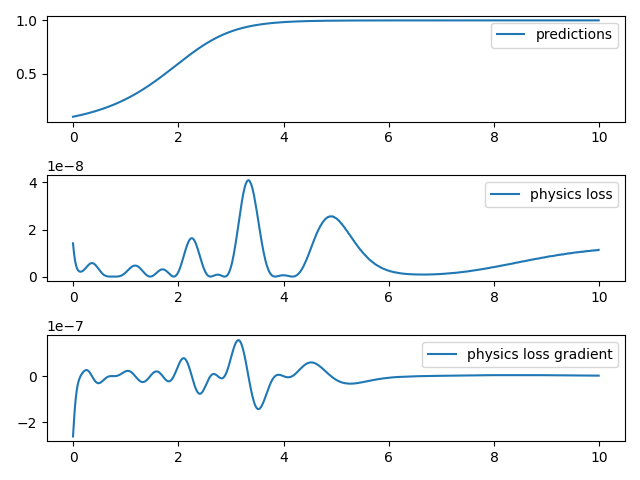 1.0
predictions
0.5
0 2 4 6 8 10
1e−8
4
physics loss
2
0
0 2 4 6 8 10
1e−7
physics loss gradient
0
−2
0 2 4 6 8 10